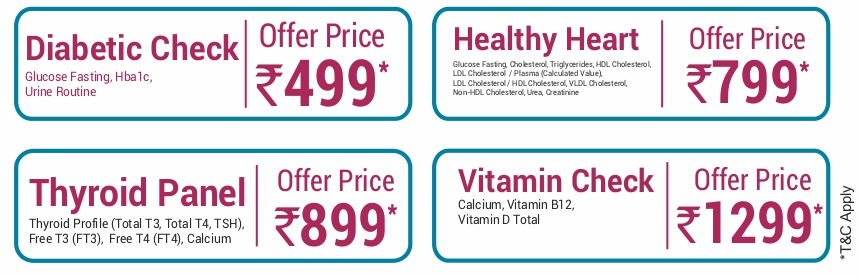 Diabetic Check
Glucose Fasting, Hba1c,
Urine Routine
Offer Price
₹499*
Healthy Heart
Glucose Fasting, Cholesterol, Triglycerides, HDL Cholesterol,
LDL Cholesterol / Plasma (Calculated Value),
LDL Cholesterol / HDL Cholesterol, VLDL Cholesterol,
Non-HDL Cholesterol, Urea, Creatinine
Offer Price
₹799*
Thyroid Panel
Thyroid Profile (Total T3, Total T4, TSH),
Free T3 (FT3), Free T4 (FT4), Calcium
Offer Price
₹899*
Vitamin Check
Calcium, Vitamin B12,
Vitamin D Total
Offer Price
₹1299*
*T&C Apply